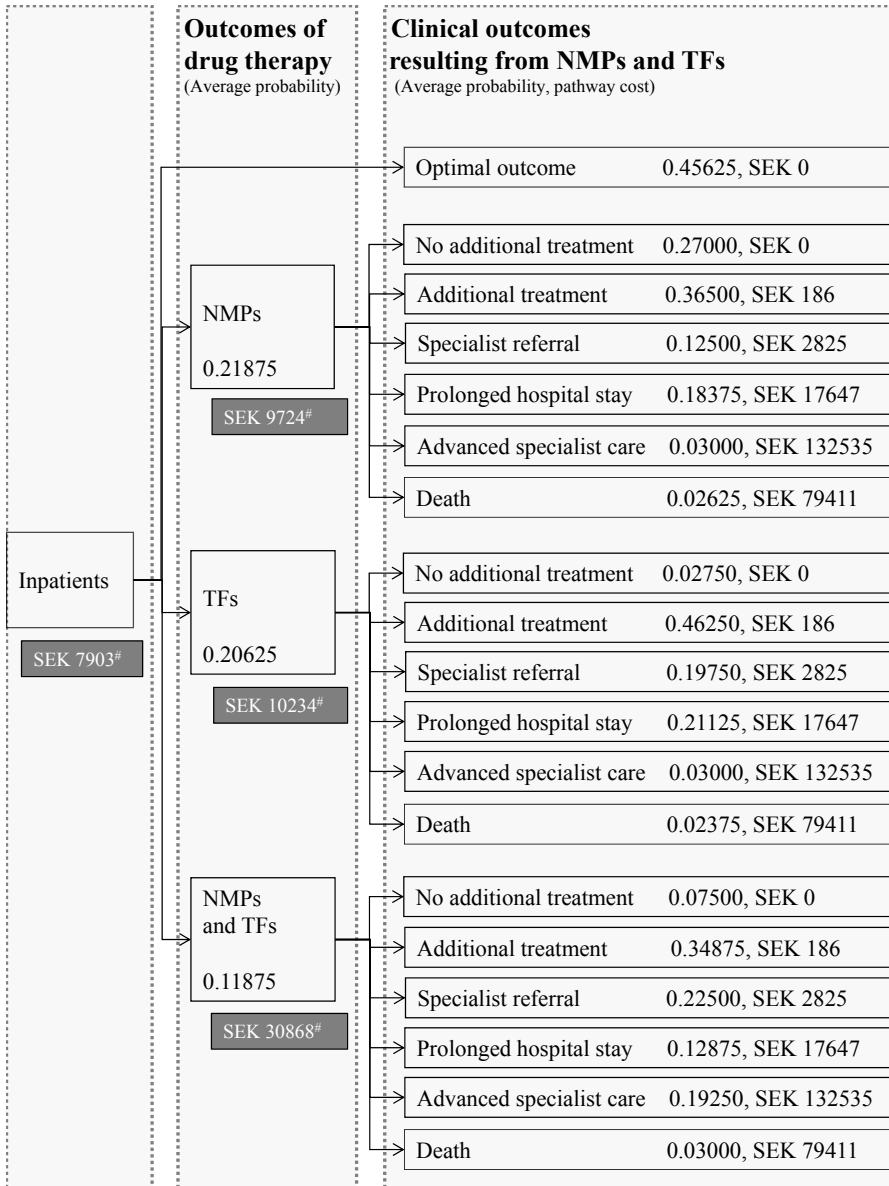 Outcomes of
drug therapy
(Average probability)
Clinical outcomes
resulting from NMPs and TFs
(Average probability, pathway cost)
Optimal outcome 0.45625, SEK 0
No additional treatment 0.27000, SEK 0
Additional treatment 0.36500, SEK 186
Specialist referral 0.12500, SEK 2825
Prolonged hospital stay 0.18375, SEK 17647
Advanced specialist care 0.03000, SEK 132535
Death 0.02625, SEK 79411
NMPs
0.21875
SEK 9724#
Inpatients
SEK 7903#
TFs
0.20625
SEK 10234#
No additional treatment 0.02750, SEK 0
Additional treatment 0.46250, SEK 186
Specialist referral 0.19750, SEK 2825
Prolonged hospital stay 0.21125, SEK 17647
Advanced specialist care 0.03000, SEK 132535
Death 0.02375, SEK 79411
NMPs
and TFs
0.11875
SEK 30868#
No additional treatment 0.07500, SEK 0
Additional treatment 0.34875, SEK 186
Specialist referral 0.22500, SEK 2825
Prolonged hospital stay 0.12875, SEK 17647
Advanced specialist care 0.19250, SEK 132535
Death 0.03000, SEK 79411